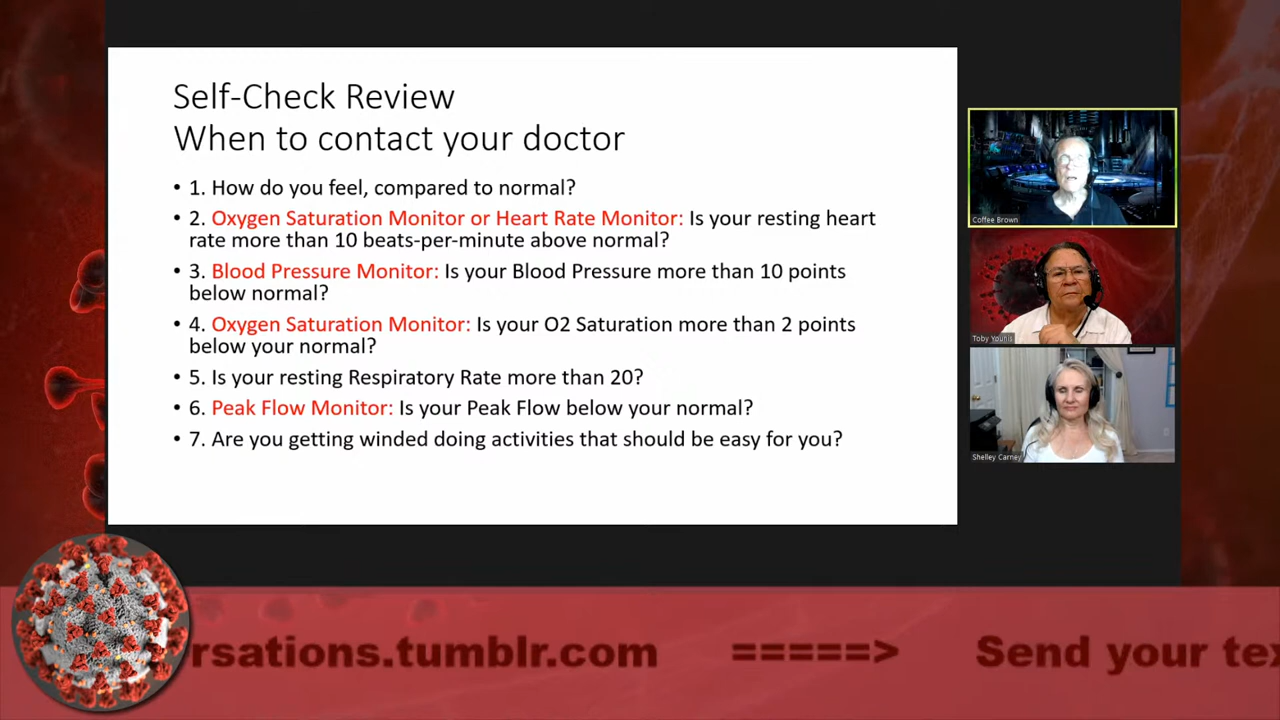 Self-Check Review
When to contact your doctor
• 1. How do you feel, compared to normal?
• 2. Oxygen Saturation Monitor or Heart Rate Monitor: Is your resting heart
rate more than 10 beats-per-minute above normal?
• 3. Blood Pressure Monitor: Is your Blood Pressure more than 10 points
below normal?
• 4. Oxygen Saturation Monitor: Is your O2 Saturation more than 2 points
below your normal?
• 5. Is your resting Respiratory Rate more than 20?
• 6. Peak Flow Monitor: Is your Peak Flow below your normal?
• 7. Are you getting winded doing activities that should be easy for you?
Coffee Brown
Toby Younis
Shelley Carney
rsations.tumblr.com =====> Send your tex